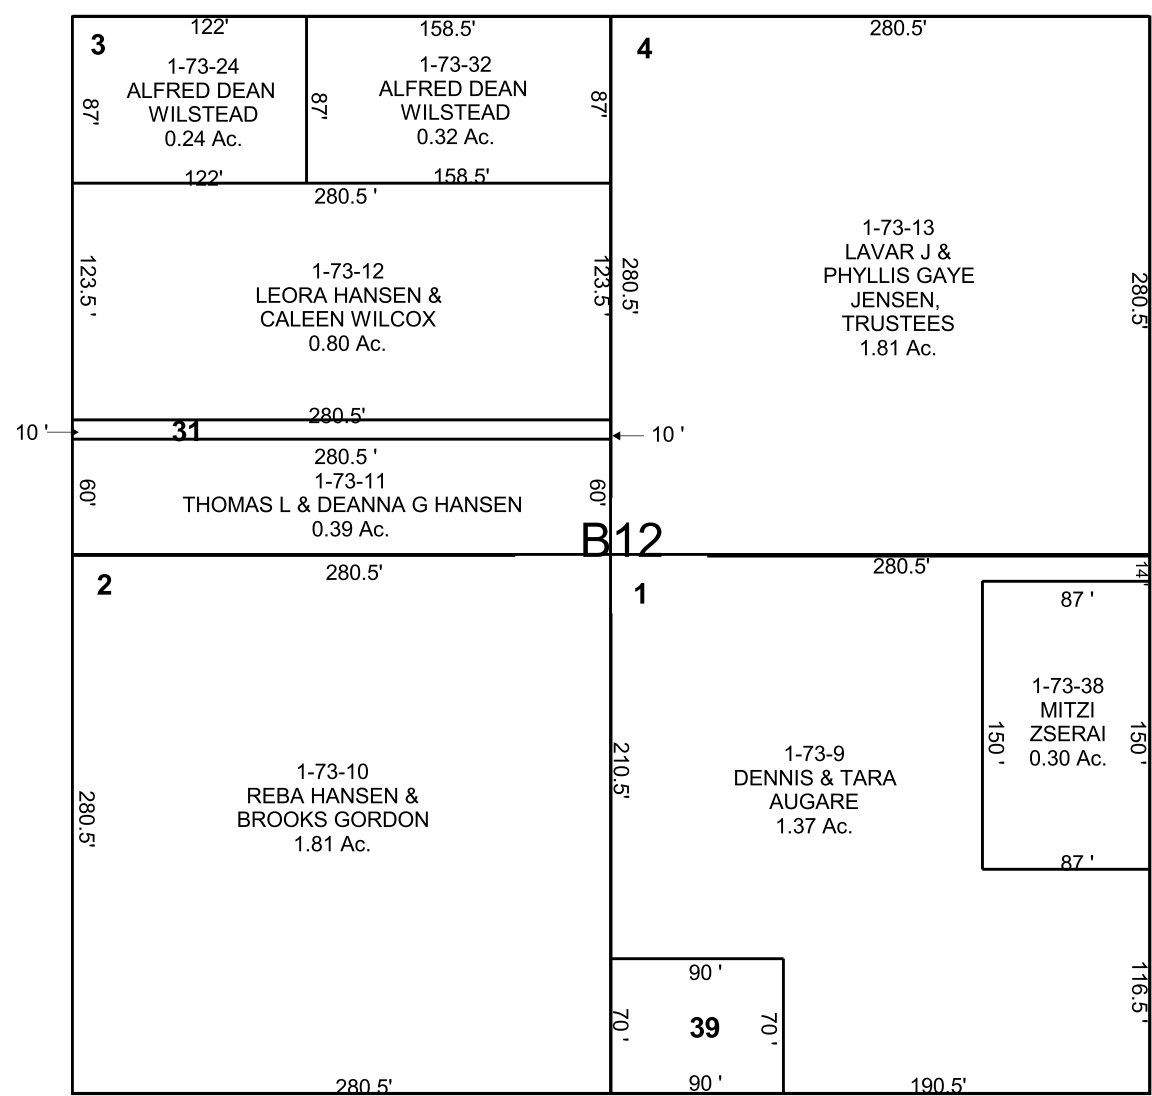 122'
158.5'
280.5'
3
4
1-73-24
ALFRED DEAN
WILSTEAD
0.24 Ac.
1-73-32
ALFRED DEAN
WILSTEAD
0.32 Ac.
87'
87'
87'
122'
158.5'
280.5 '
1-73-12
LEORA HANSEN &
CALEEN WILCOX
0.80 Ac.
123.5 '
123.5 '
280.5'
1-73-13
LAVAR J &
PHYLLIS GAYE
JENSEN,
TRUSTEES
1.81 Ac.
280.5'
280.5'
10 '
31
10 '
280.5 '
1-73-11
THOMAS L & DEANNA G HANSEN
0.39 Ac.
60'
60'
B12
2
280.5'
1
280.5'
14'
87 '
1-73-38
MITZI
ZSERAI
0.30 Ac.
150 '
150 '
87 '
1-73-10
REBA HANSEN &
BROOKS GORDON
1.81 Ac.
280.5'
210.5'
1-73-9
DENNIS & TARA
AUGARE
1.37 Ac.
90 '
39
70 '
70 '
116.5 '
280.5'
90 '
190.5'